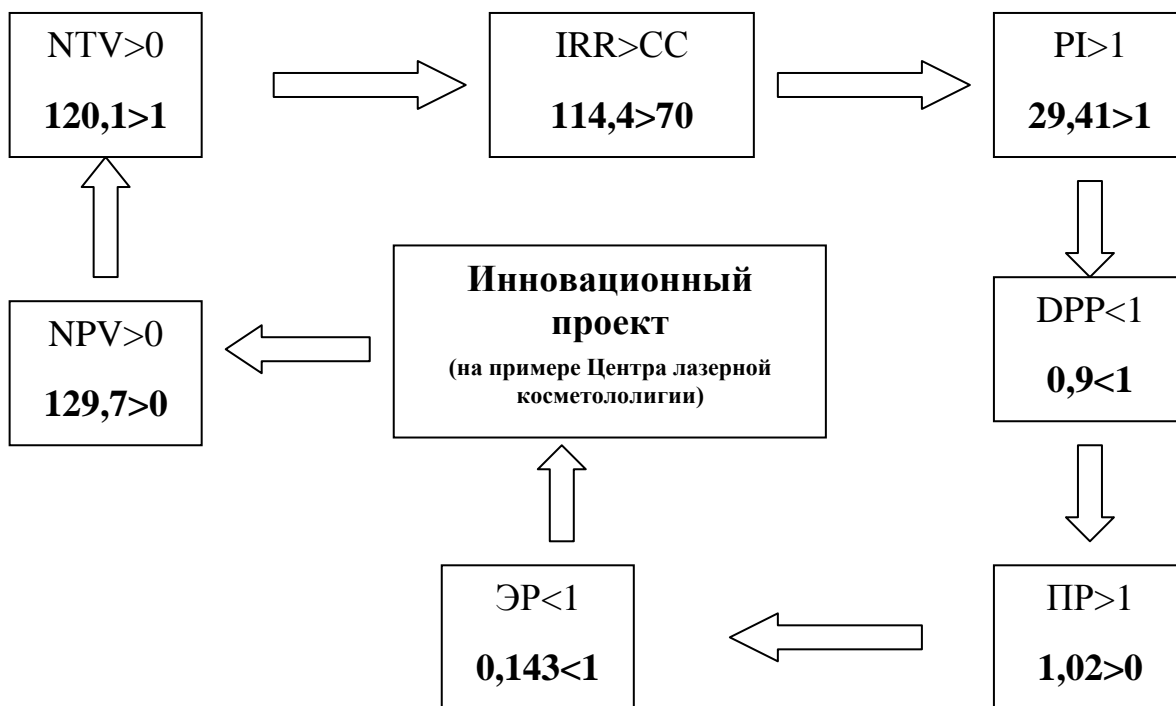 NTV>0
120,1>1
IRR>CC
114,4>70
PI>1
29,41>1
Инновационный
проект
(на примере Центра лазерной
косметололигии)
NPV>0
129,7>0
DPP<1
0,9<1
ЭР<1
0,143<1
ПР>1
1,02>0